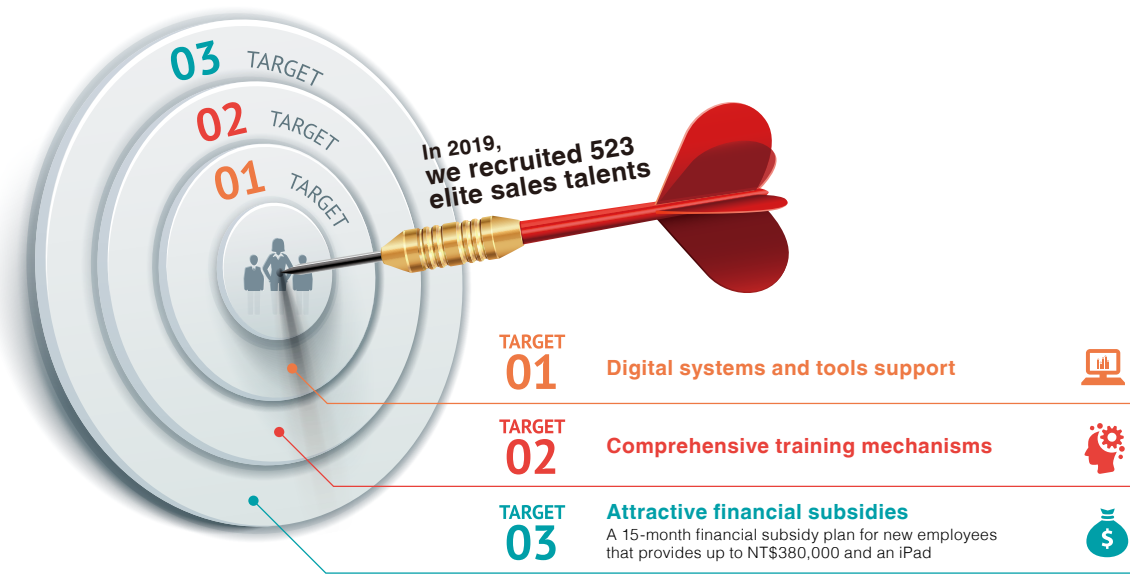 03 TARGET
02 TARGET
01 TARGET
In 2019,
we recruited 523
elite sales talents
TARGET
01
Digital systems and tools support
TARGET
02
Comprehensive training mechanisms
TARGET
03
Attractive financial subsidies
A 15-month financial subsidy plan for new employees
that provides up to NT$380,000 and an iPad
$